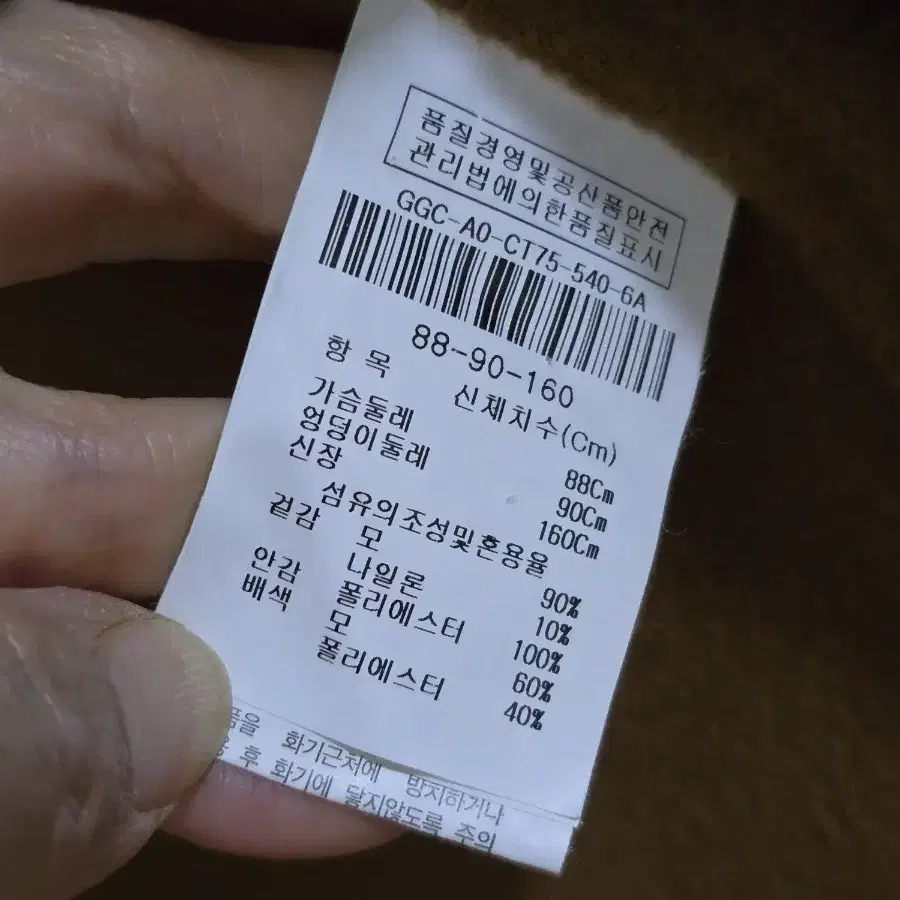 품질경영및공산품안전
관리법에의한품질표시
GGC-A0-CT75-540-6A
88-90-160
항 목 신체치수(Cm)
가슴둘레 88Cm
엉덩이둘레 90Cm
신장 160Cm
섬유의조성및혼용율
겉감 모 90%
나일론 10%
안감 폴리에스터 100%
배색 모 60%
폴리에스터 40%
품을 화기근처에 방지하거나
후 화기에 닿지않도록 주의